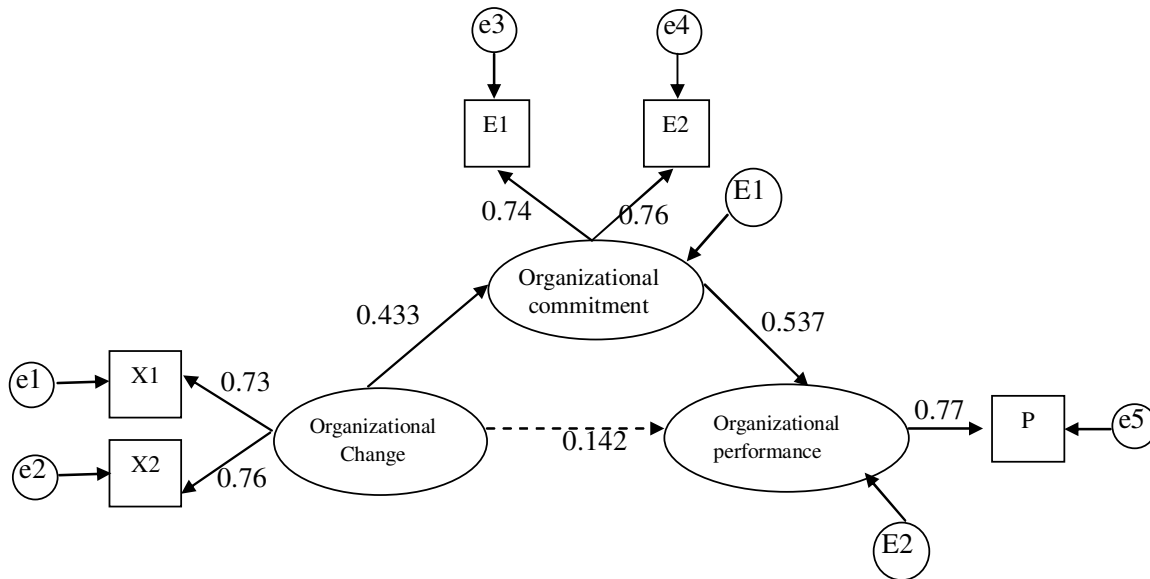 e3
e4
E1
E2
E1
0.74
0.76
Organizational
commitment
0.433
0.537
e1
X1
0.73
Organizational
Change
0.142
Organizational
performance
0.77
P
e5
e2
X2
0.76
E2